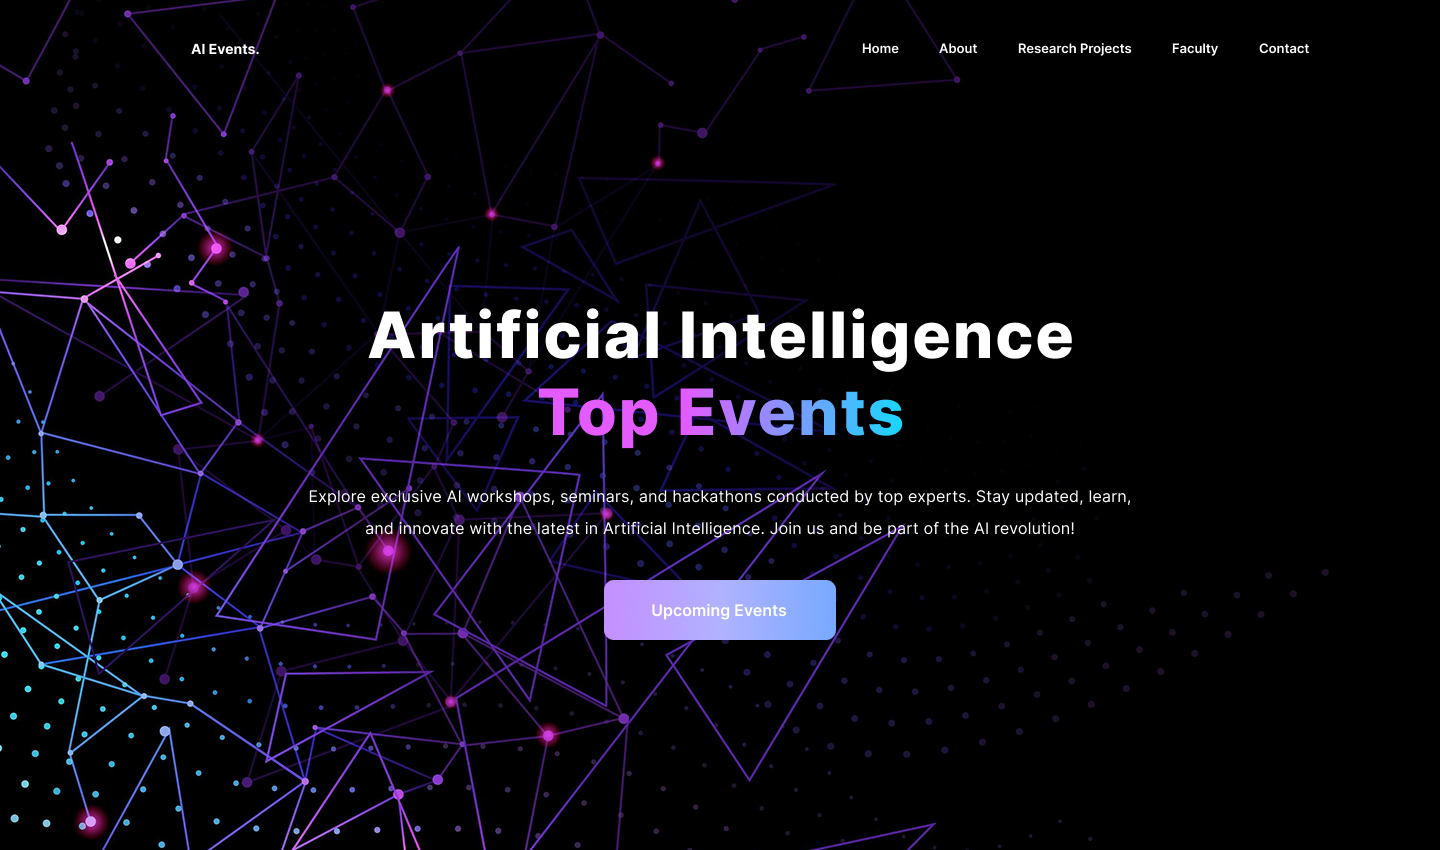 AI Events.
Home About Research Projects Faculty Contact
Artificial Intelligence
Top Events
Explore exclusive AI workshops, seminars, and hackathons conducted by top experts. Stay updated, learn,
and innovate with the latest in Artificial Intelligence. Join us and be part of the AI revolution!
Upcoming Events